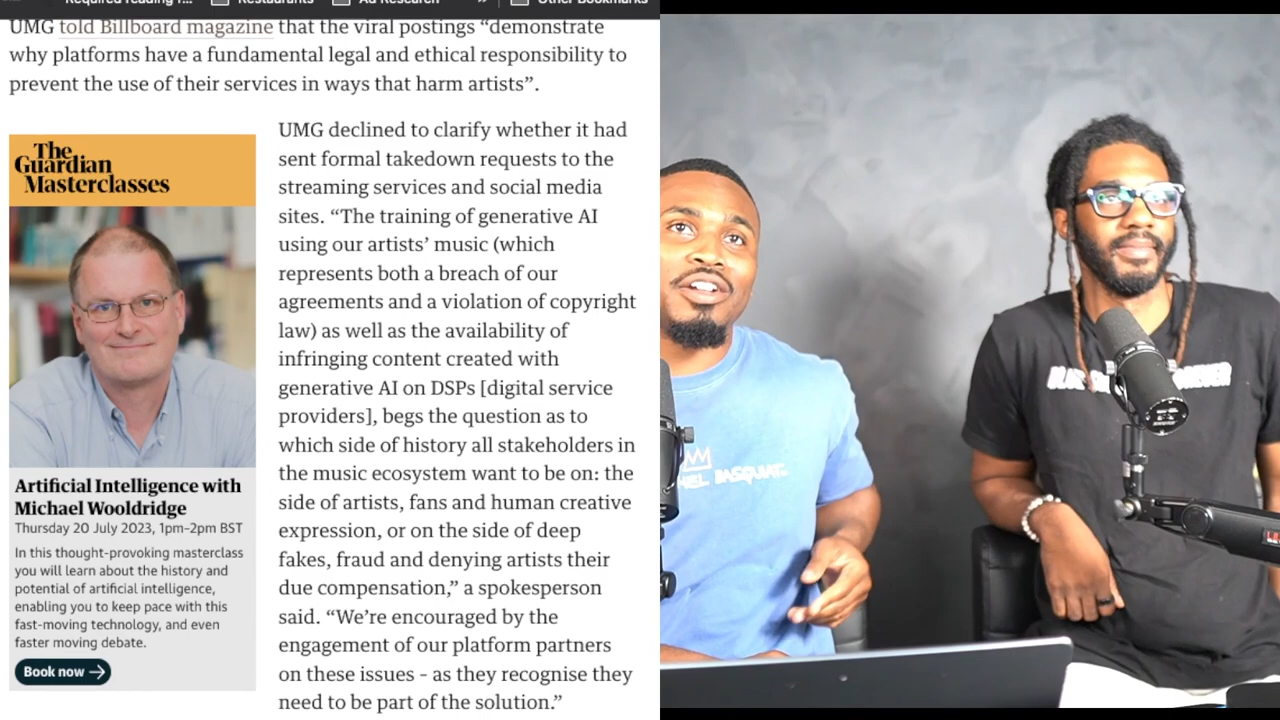 Restaurants
Ad Research
»
Other Bookmarks
UMG told Billboard magazine that the viral postings “demonstrate
why platforms have a fundamental legal and ethical responsibility to
prevent the use of their services in ways that harm artists”.
The
Guardian
Masterclasses
Artificial Intelligence with
Michael Wooldridge
Thursday 20 July 2023, 1pm–2pm BST
In this thought-provoking masterclass
you will learn about the history and
potential of artificial intelligence,
enabling you to keep pace with this
fast-moving technology, and even
faster moving debate.
Book now →
UMG declined to clarify whether it had
sent formal takedown requests to the
streaming services and social media
sites. “The training of generative AI
using our artists’ music (which
represents both a breach of our
agreements and a violation of copyright
law) as well as the availability of
infringing content created with
generative AI on DSPs [digital service
providers], begs the question as to
which side of history all stakeholders in
the music ecosystem want to be on: the
side of artists, fans and human creative
expression, or on the side of deep
fakes, fraud and denying artists their
due compensation,” a spokesperson
said. “We’re encouraged by the
engagement of our platform partners
on these issues – as they recognise they
need to be part of the solution.”